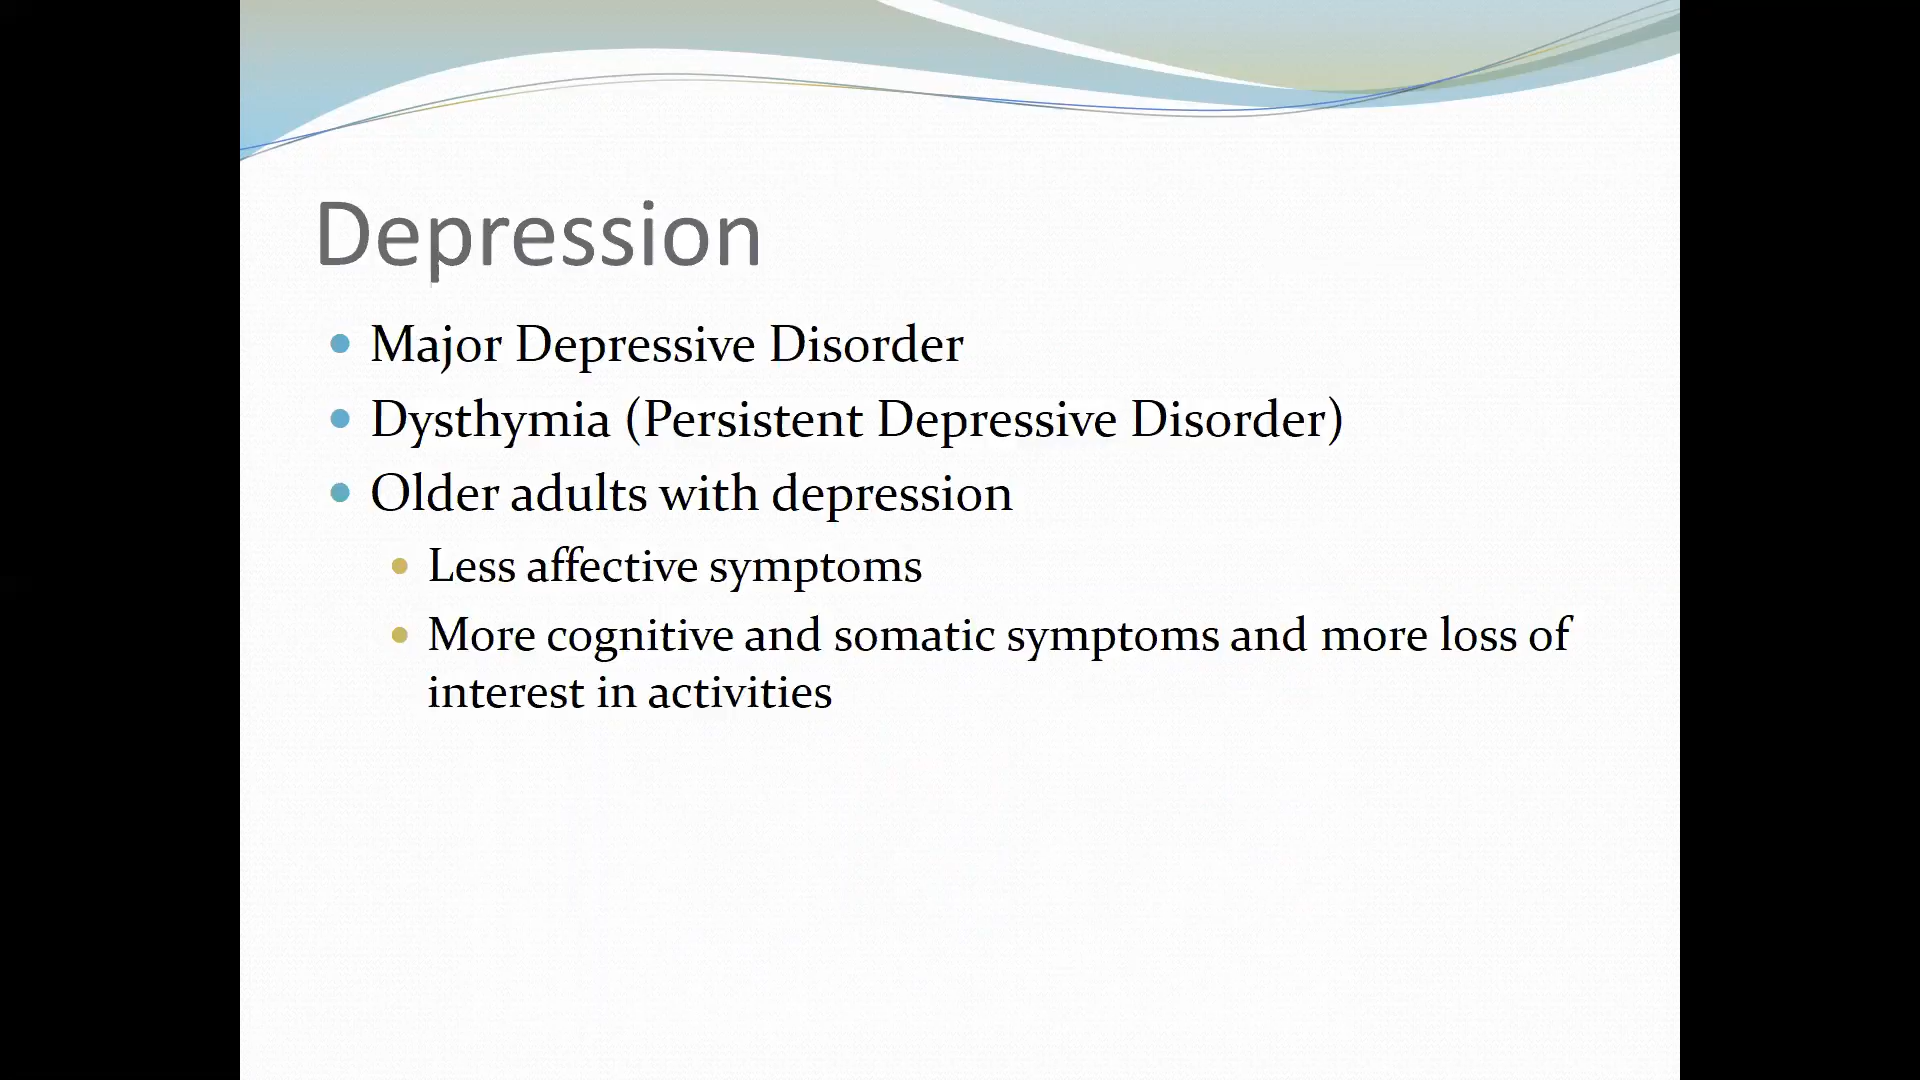 Depression
Major Depressive Disorder
Dysthymia (Persistent Depressive Disorder)
Older adults with depression
Less affective symptoms
More cognitive and somatic symptoms and more loss of
interest in activities